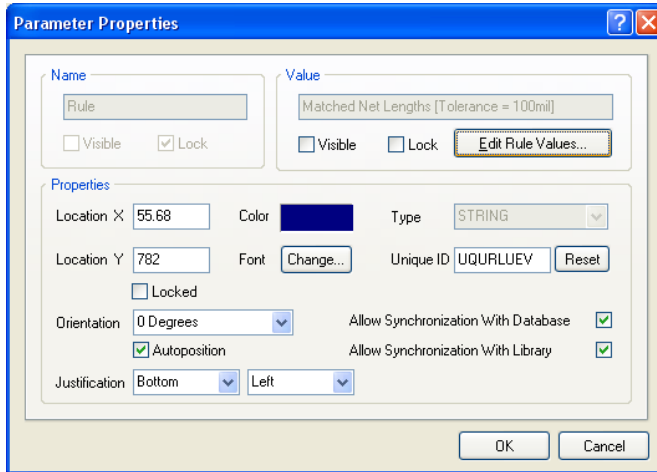 Parameter Properties
Name
Rule
Visible
Lock
Value
Matched Net Lengths [Tolerance = 100mil]
Visible
Lock
Edit Rule Values...
Properties
Location X 55.68 Color Type STRING
Location Y 782 Font Change... Unique ID UQURLUEV Reset
Locked
Orientation 0 Degrees Allow Synchronization With Database
Autoposition Allow Synchronization With Library
Justification Bottom Left
OK Cancel